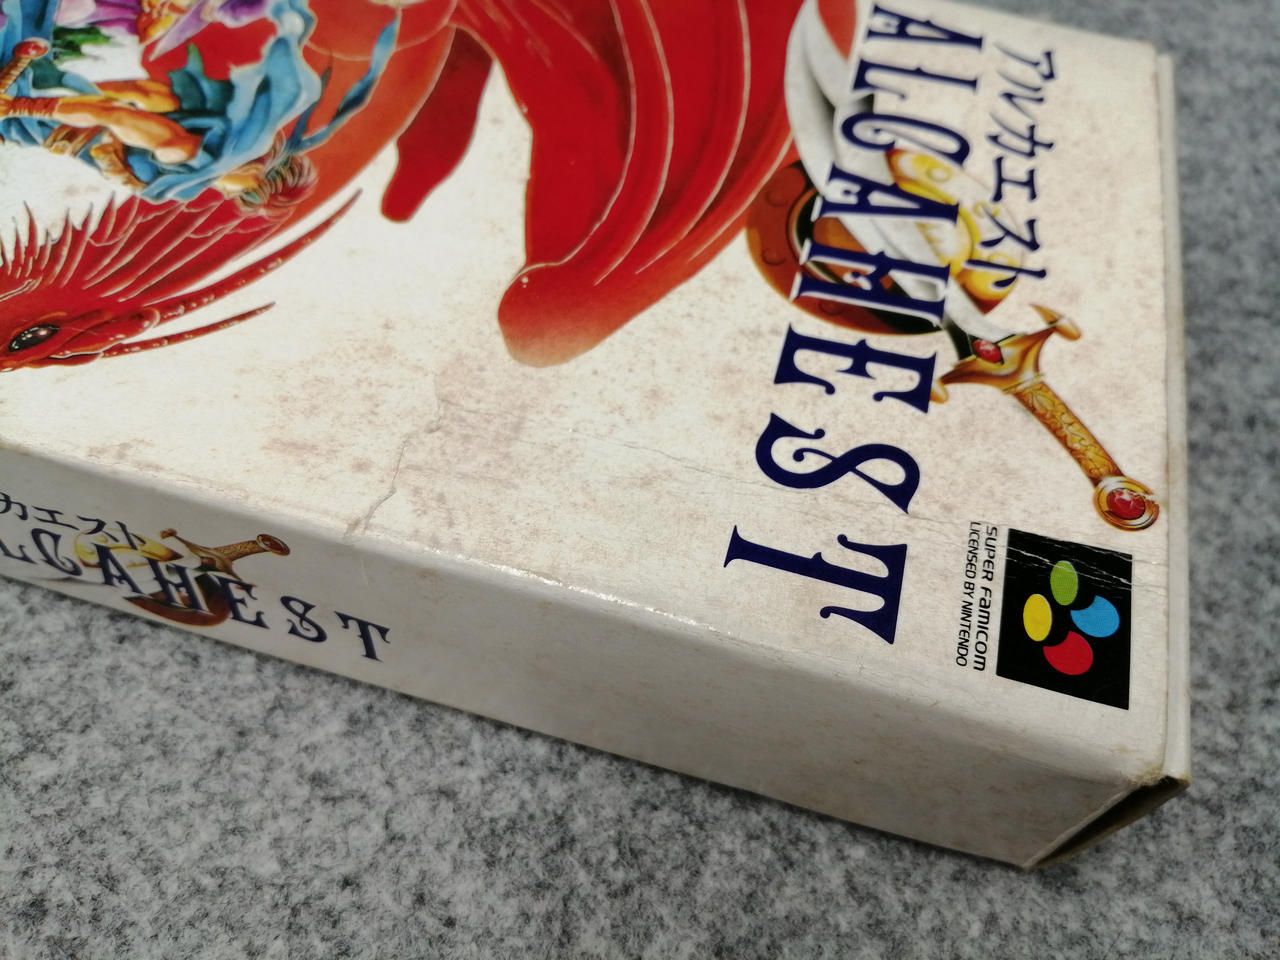 アルカエスト
ALCAHEST
SUPER FAMICOM
LICENSED BY NINTENDO
カエスト
LCAHEST